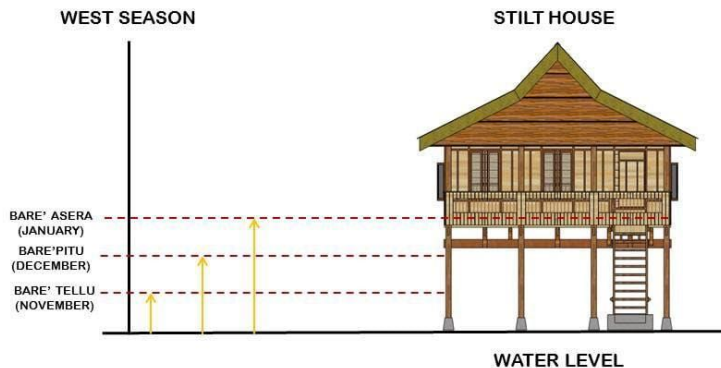 WEST SEASON
STILT HOUSE
BARE' ASERA
(JANUARY)
BARE'PITU
(DECEMBER)
BARE' TELLU
(NOVEMBER)
WATER LEVEL